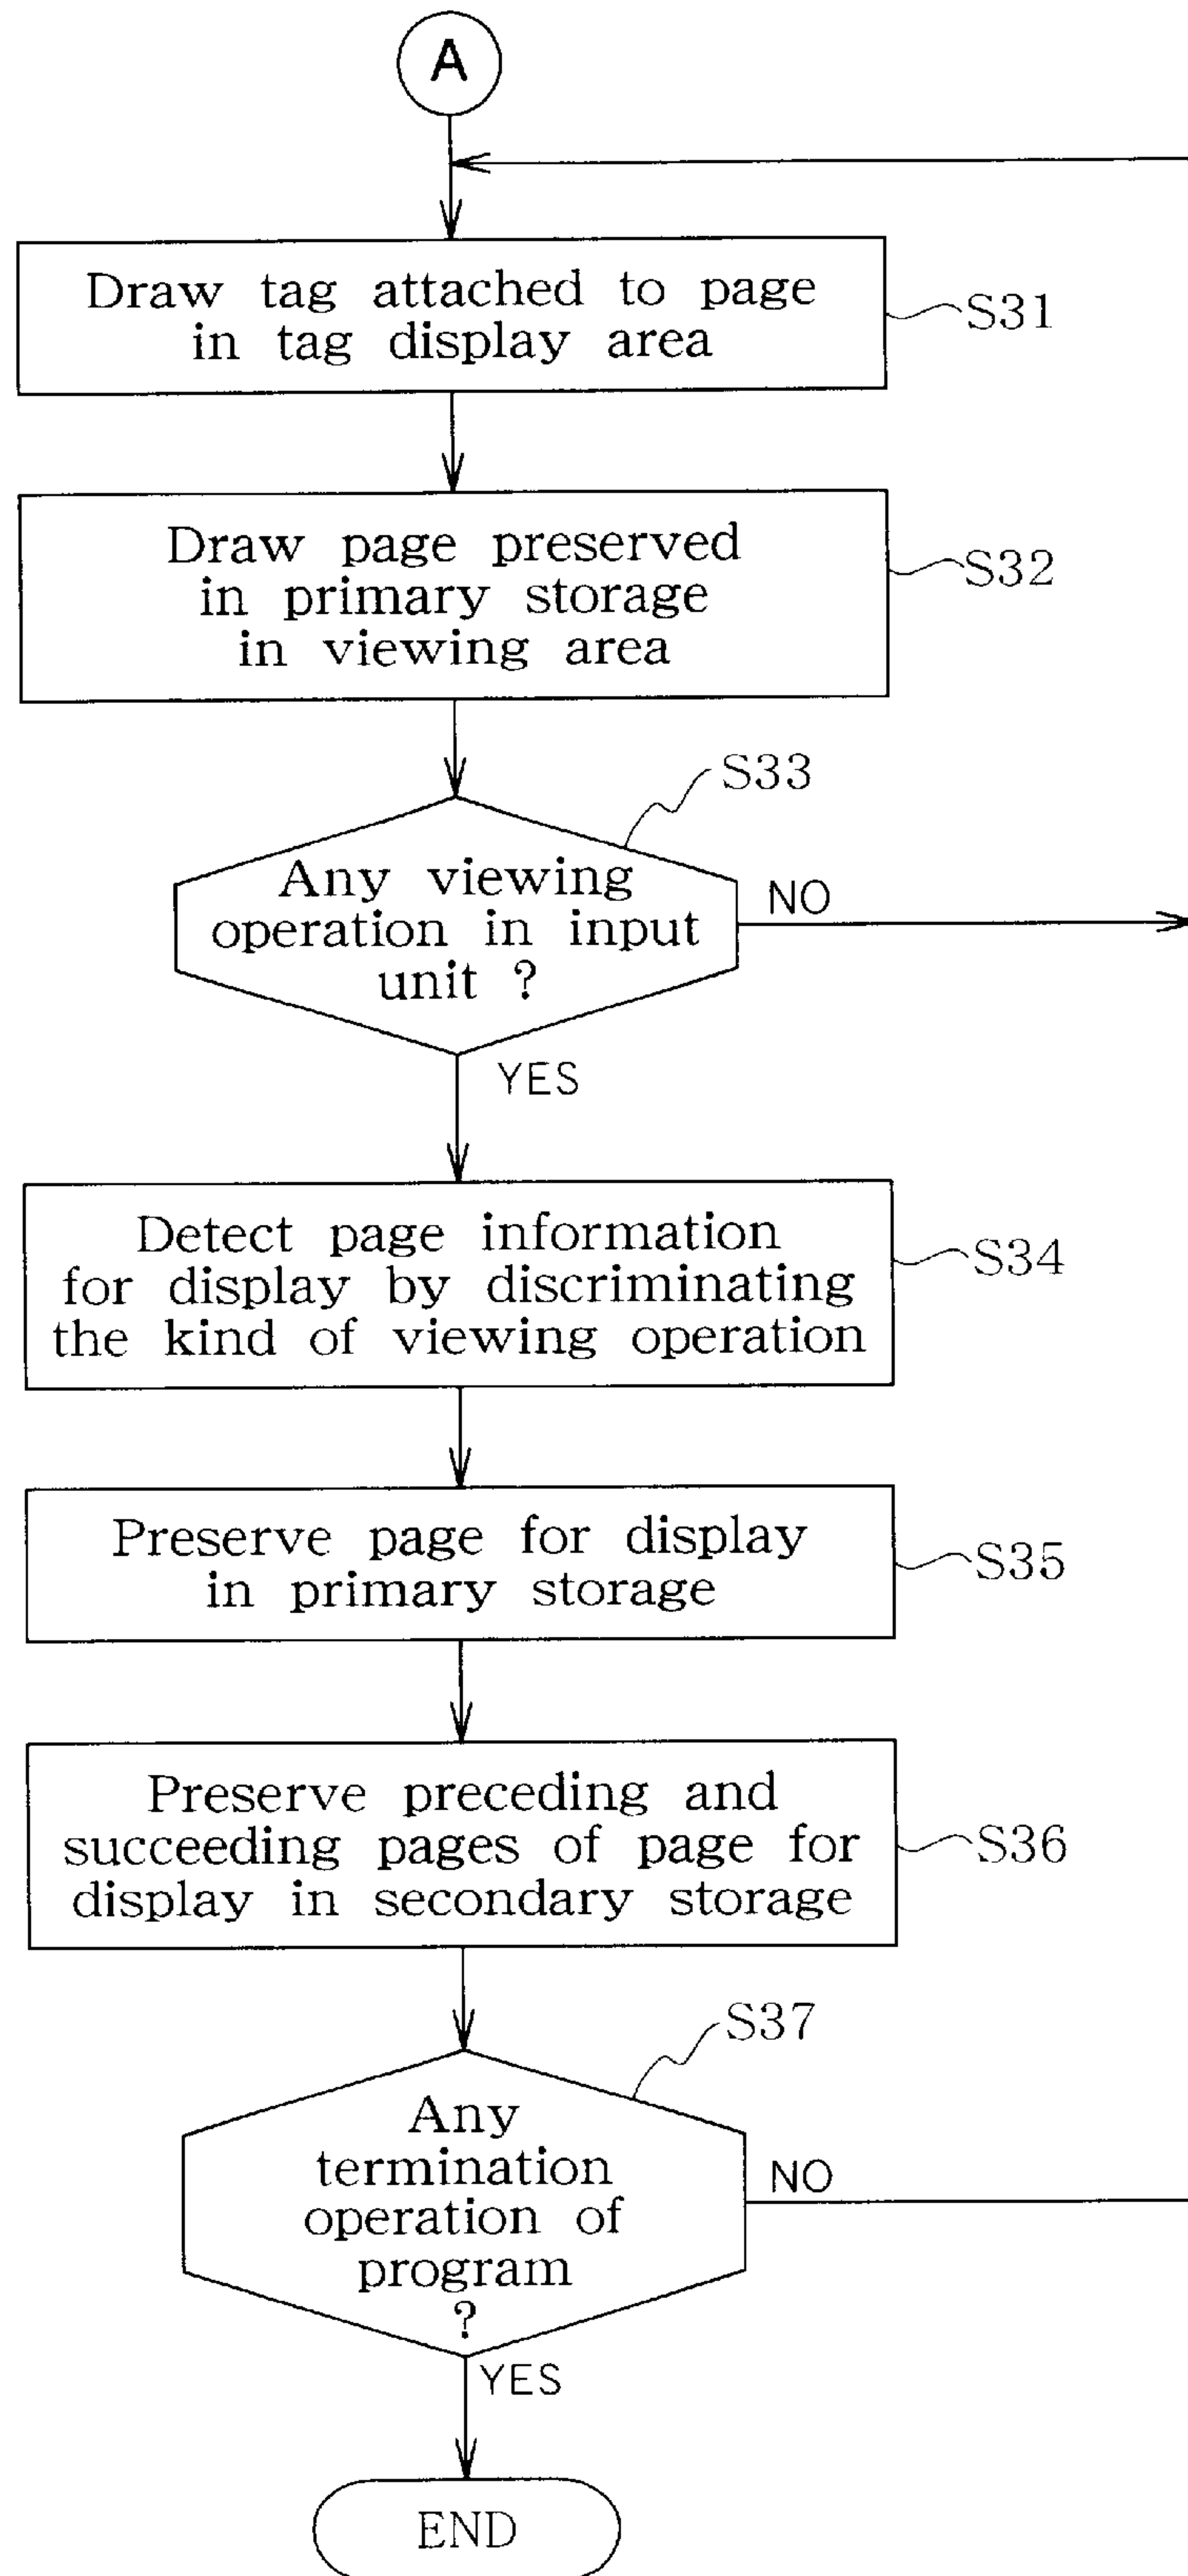 A
Draw tag attached to page
in tag display area
S31
Draw page preserved
in primary storage
in viewing area
S32
S33
Any viewing
operation in input
unit ?
NO
YES
Detect page information
for display by discriminating
the kind of viewing operation
S34
Preserve page for display
in primary storage
S35
Preserve preceding and
succeeding pages of page for
display in secondary storage
S36
S37
Any
termination
operation of
program
?
NO
YES
END